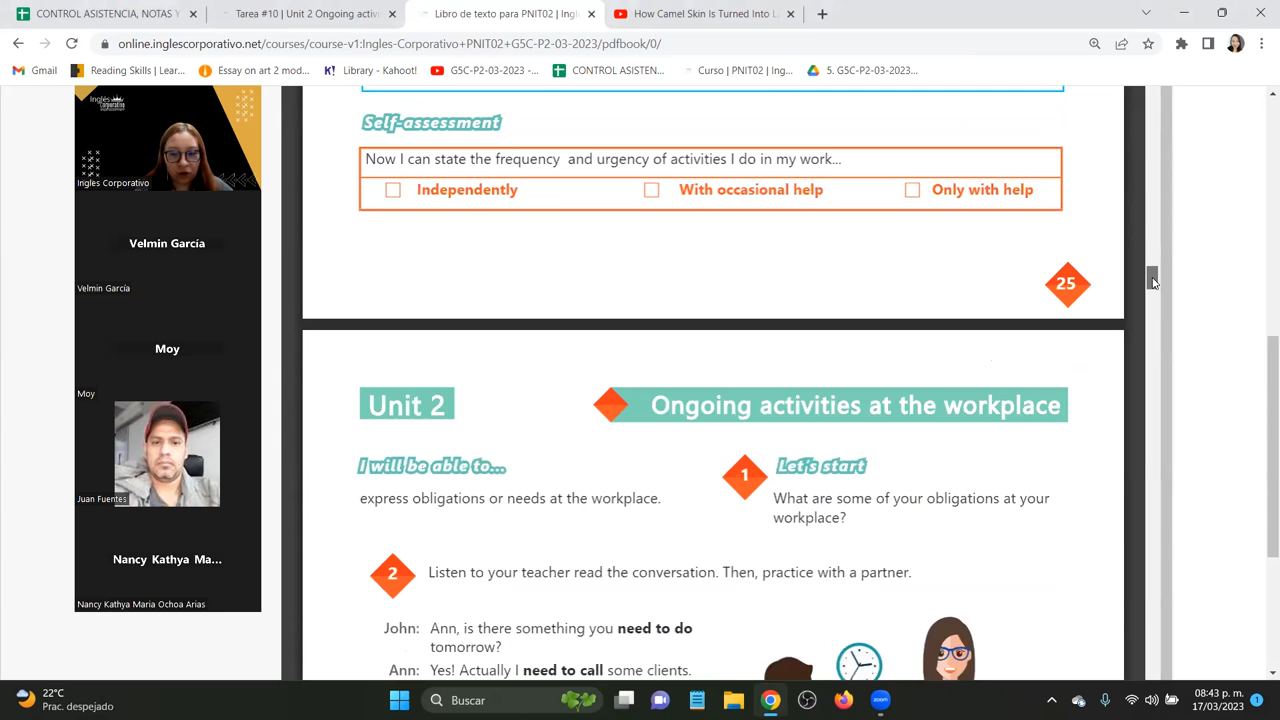 CONTROL ASISTENCIA, NOTAS Y
Tarea #10 | Unit 2 Ongoing activ
Libro de texto para PNIT02 | Ingl
How Camel Skin Is Turned Into L
online.inglescorporativo.net/courses/course-v1:Ingles-Corporativo+PNIT02+G5C-P2-03-2023/pdfbook/0/
Gmail
Reading Skills | Lear...
Essay on art 2 mod...
Library - Kahoot!
G5C-P2-03-2023 -...
CONTROL ASISTEN...
Curso | PNIT02 | Ing...
5. G5C-P2-03-2023...
Inglés
Corporativo
Ingles Corporativo
Velmin García
Velmin García
Moy
Moy
Juan Fuentes
Nancy Kathya Ma...
Nancy Kathya Maria Ochoa Arias
Self-assessment
Now I can state the frequency and urgency of activities I do in my work...
Independently
With occasional help
Only with help
25
Unit 2
Ongoing activities at the workplace
I will be able to...
express obligations or needs at the workplace.
1
Let's start
What are some of your obligations at your
workplace?
2
Listen to your teacher read the conversation. Then, practice with a partner.
John: Ann, is there something you need to do
tomorrow?
Ann: Yes! Actually I need to call some clients.
22°C
Prac. despejado
Buscar
08:43 p. m.
17/03/2023
1